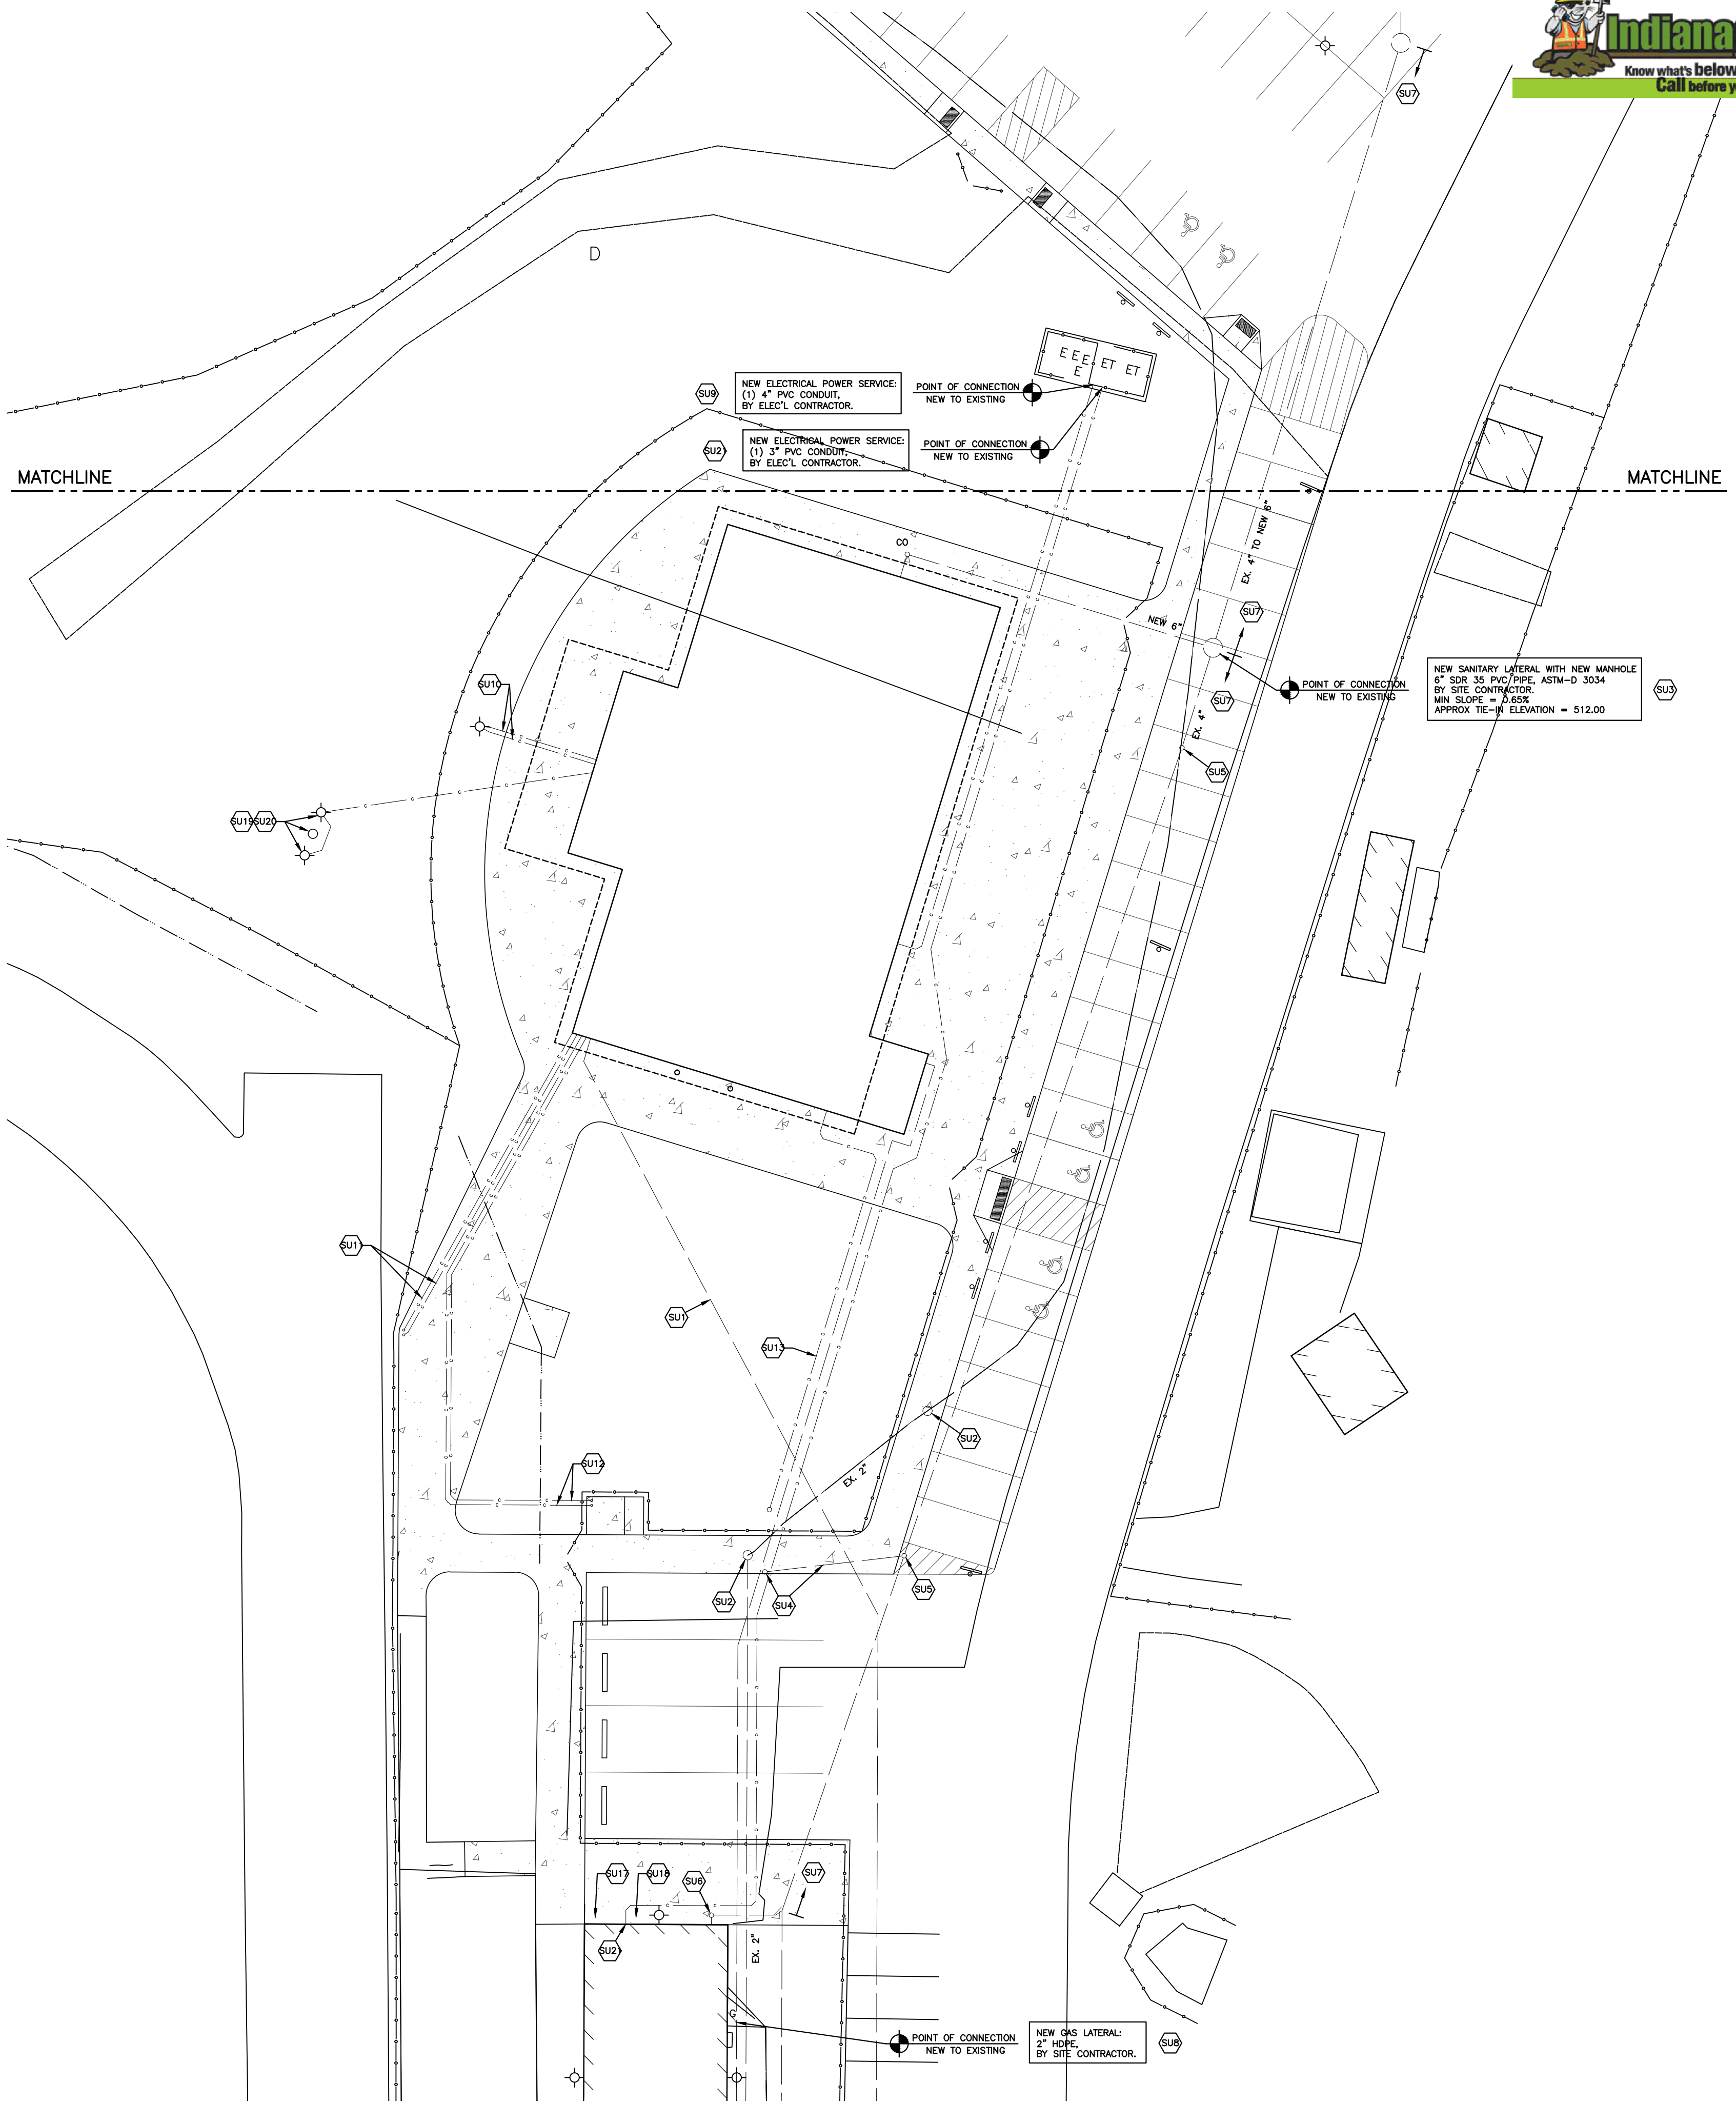 Indiana
Know what's below
Call before y
SU7
D
E E E ET ET
E
SU9
NEW ELECTRICAL POWER SERVICE:
(1) 4" PVC CONDUIT,
BY ELEC'L CONTRACTOR.
POINT OF CONNECTION
NEW TO EXISTING
SU21
NEW ELECTRICAL POWER SERVICE:
(1) 3" PVC CONDUIT,
BY ELEC'L CONTRACTOR.
POINT OF CONNECTION
NEW TO EXISTING
MATCHLINE
MATCHLINE
EX. 4" TO NEW 6"
CO
NEW 6"
SU7
SU10
POINT OF CONNECTION
NEW TO EXISTING
NEW SANITARY LATERAL WITH NEW MANHOLE
6" SDR 35 PVC PIPE, ASTM-D 3034
BY SITE CONTRACTOR.
MIN SLOPE = 0.65%
APPROX TIE-IN ELEVATION = 512.00
SU3
SU7
EX. 4"
SU5
SU19
SU20
SU11
SU1
SU13
SU2
EX. 2"
SU12
SU2
SU4
SU5
SU17
SU18
SU6
SU7
SU21
EX. 2"
G
POINT OF CONNECTION
NEW TO EXISTING
NEW GAS LATERAL:
2" HDPE,
BY SITE CONTRACTOR.
SU8